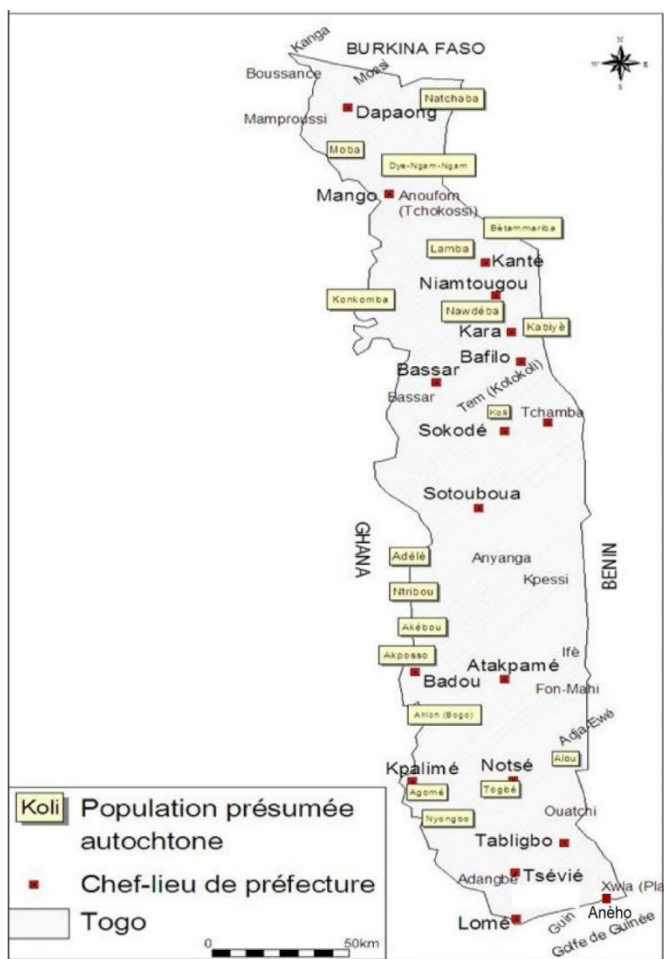 Kanga
BURKINA FASO
Boussance
Mossi
N
W
E
S
Natchaba
Dapaong
Mamproussi
Moba
Dye-Ngam-Ngam
Mango
Anoufom
(Tchokossi)
Bètammariba
Lamba
Kanté
Niamtougou
Konkomba
Nawdéba
Kabiyè
Kara
Bafilo
Bassar
Bassar
Tem (Kotokoli)
Koli
Tchamba
Sokodé
Sotouboua
GHANA
BENIN
Adélé
Anyanga
Kpessi
Ntribou
Akébou
Akposso
Ifè
Atakpamé
Badou
Fon-Mahi
Ahlon (Bogo)
Adja-Ewé
Alou
Kpalimé
Notsé
Agomé
Togbé
Nyongbo
Ouatchi
Tabligbo
Adangbe
Tsévié
Xwla (Pla
Anèho
Lomé
Guin
Golfe de Guinée
Koli
Population présumée
autochtone
Chef-lieu de préfecture
Togo
0
50km